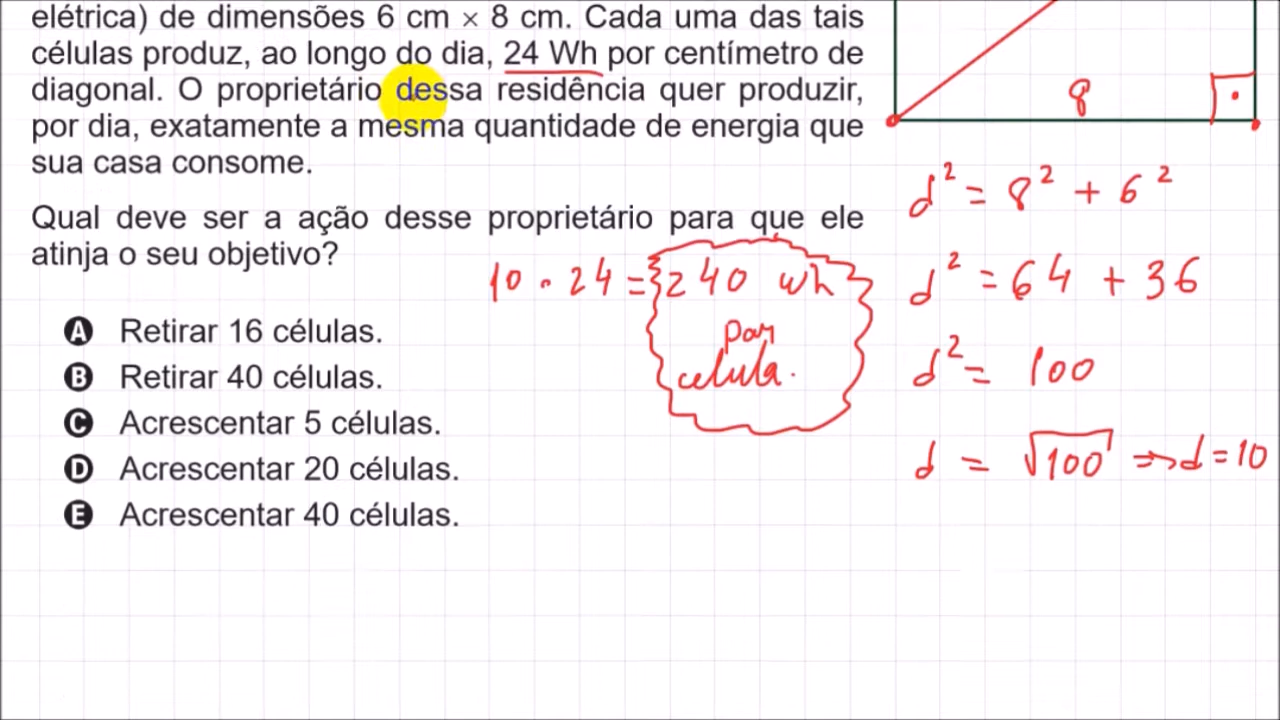 elétrica) de dimensões 6 cm × 8 cm. Cada uma das tais
células produz, ao longo do dia, 24 Wh por centímetro de
diagonal. O proprietário dessa residência quer produzir,
por dia, exatamente a mesma quantidade de energia que
sua casa consome.
Qual deve ser a ação desse proprietário para que ele
atinja o seu objetivo?
A Retirar 16 células.
B Retirar 40 células.
C Acrescentar 5 células.
D Acrescentar 20 células.
E Acrescentar 40 células.
10 · 24 = 240 wh
por
celula.
8
d² = 8² + 6²
d² = 64 + 36
d² = 100
d = √100 ⇒ d = 10